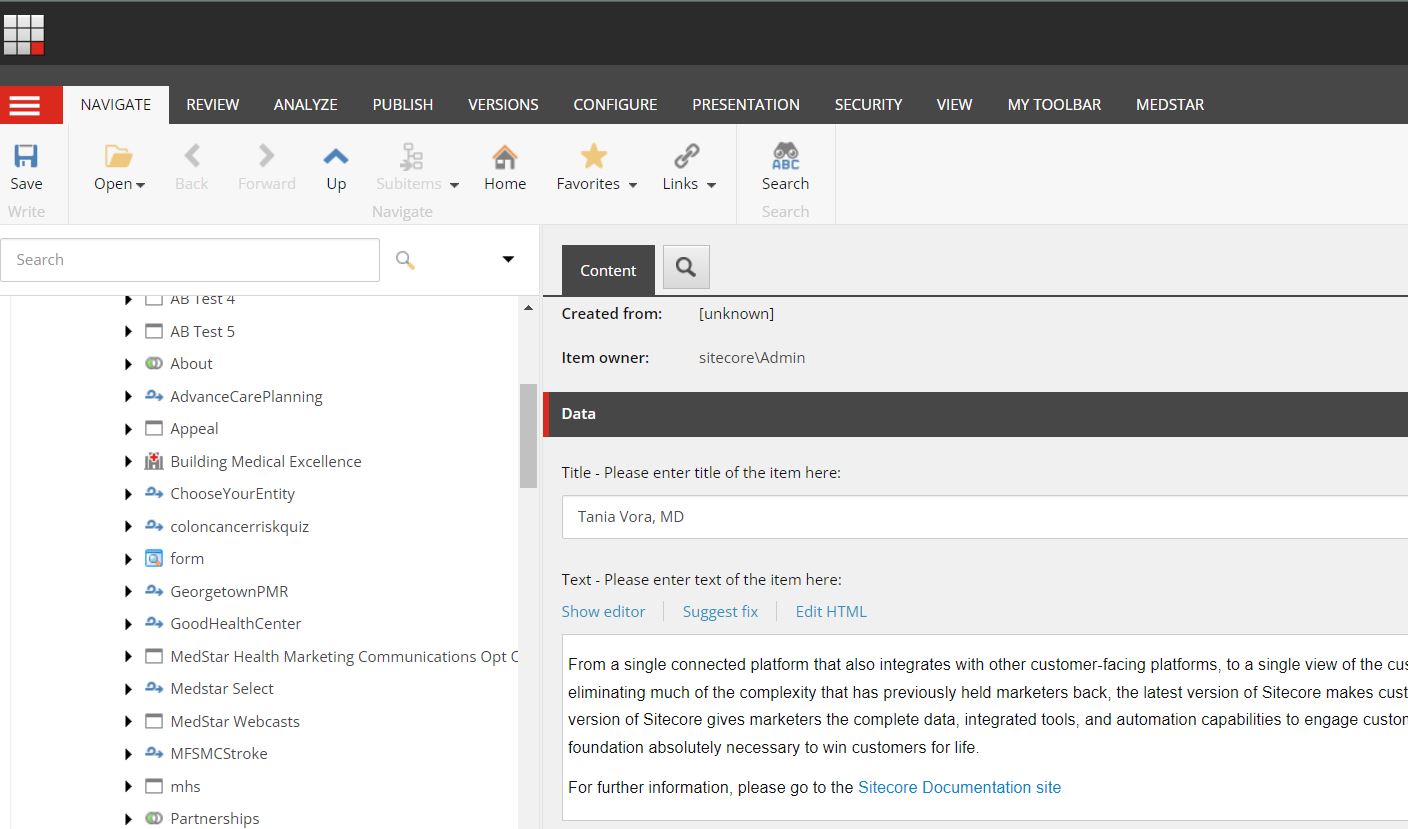 NAVIGATE REVIEW ANALYZE PUBLISH VERSIONS CONFIGURE PRESENTATION SECURITY VIEW MY TOOLBAR MEDSTAR
ABC
Save Open Back Forward Up Subitems Home Favorites Links Search
Write Navigate Search
Search
AB Test 4
AB Test 5
About
AdvanceCarePlanning
Appeal
Building Medical Excellence
ChooseYourEntity
coloncancerriskquiz
form
GeorgetownPMR
GoodHealthCenter
MedStar Health Marketing Communications Opt
Medstar Select
MedStar Webcasts
MFSMCStroke
mhs
Partnerships
Content
Created from: [unknown]
Item owner: sitecore\Admin
Data
Title - Please enter title of the item here:
Tania Vora, MD
Text - Please enter text of the item here:
Show editor Suggest fix Edit HTML
From a single connected platform that also integrates with other customer-facing platforms, to a single view of the
eliminating much of the complexity that has previously held marketers back, the latest version of Sitecore makes
version of Sitecore gives marketers the complete data, integrated tools, and automation capabilities to engage
foundation absolutely necessary to win customers for life.
For further information, please go to the Sitecore Documentation site